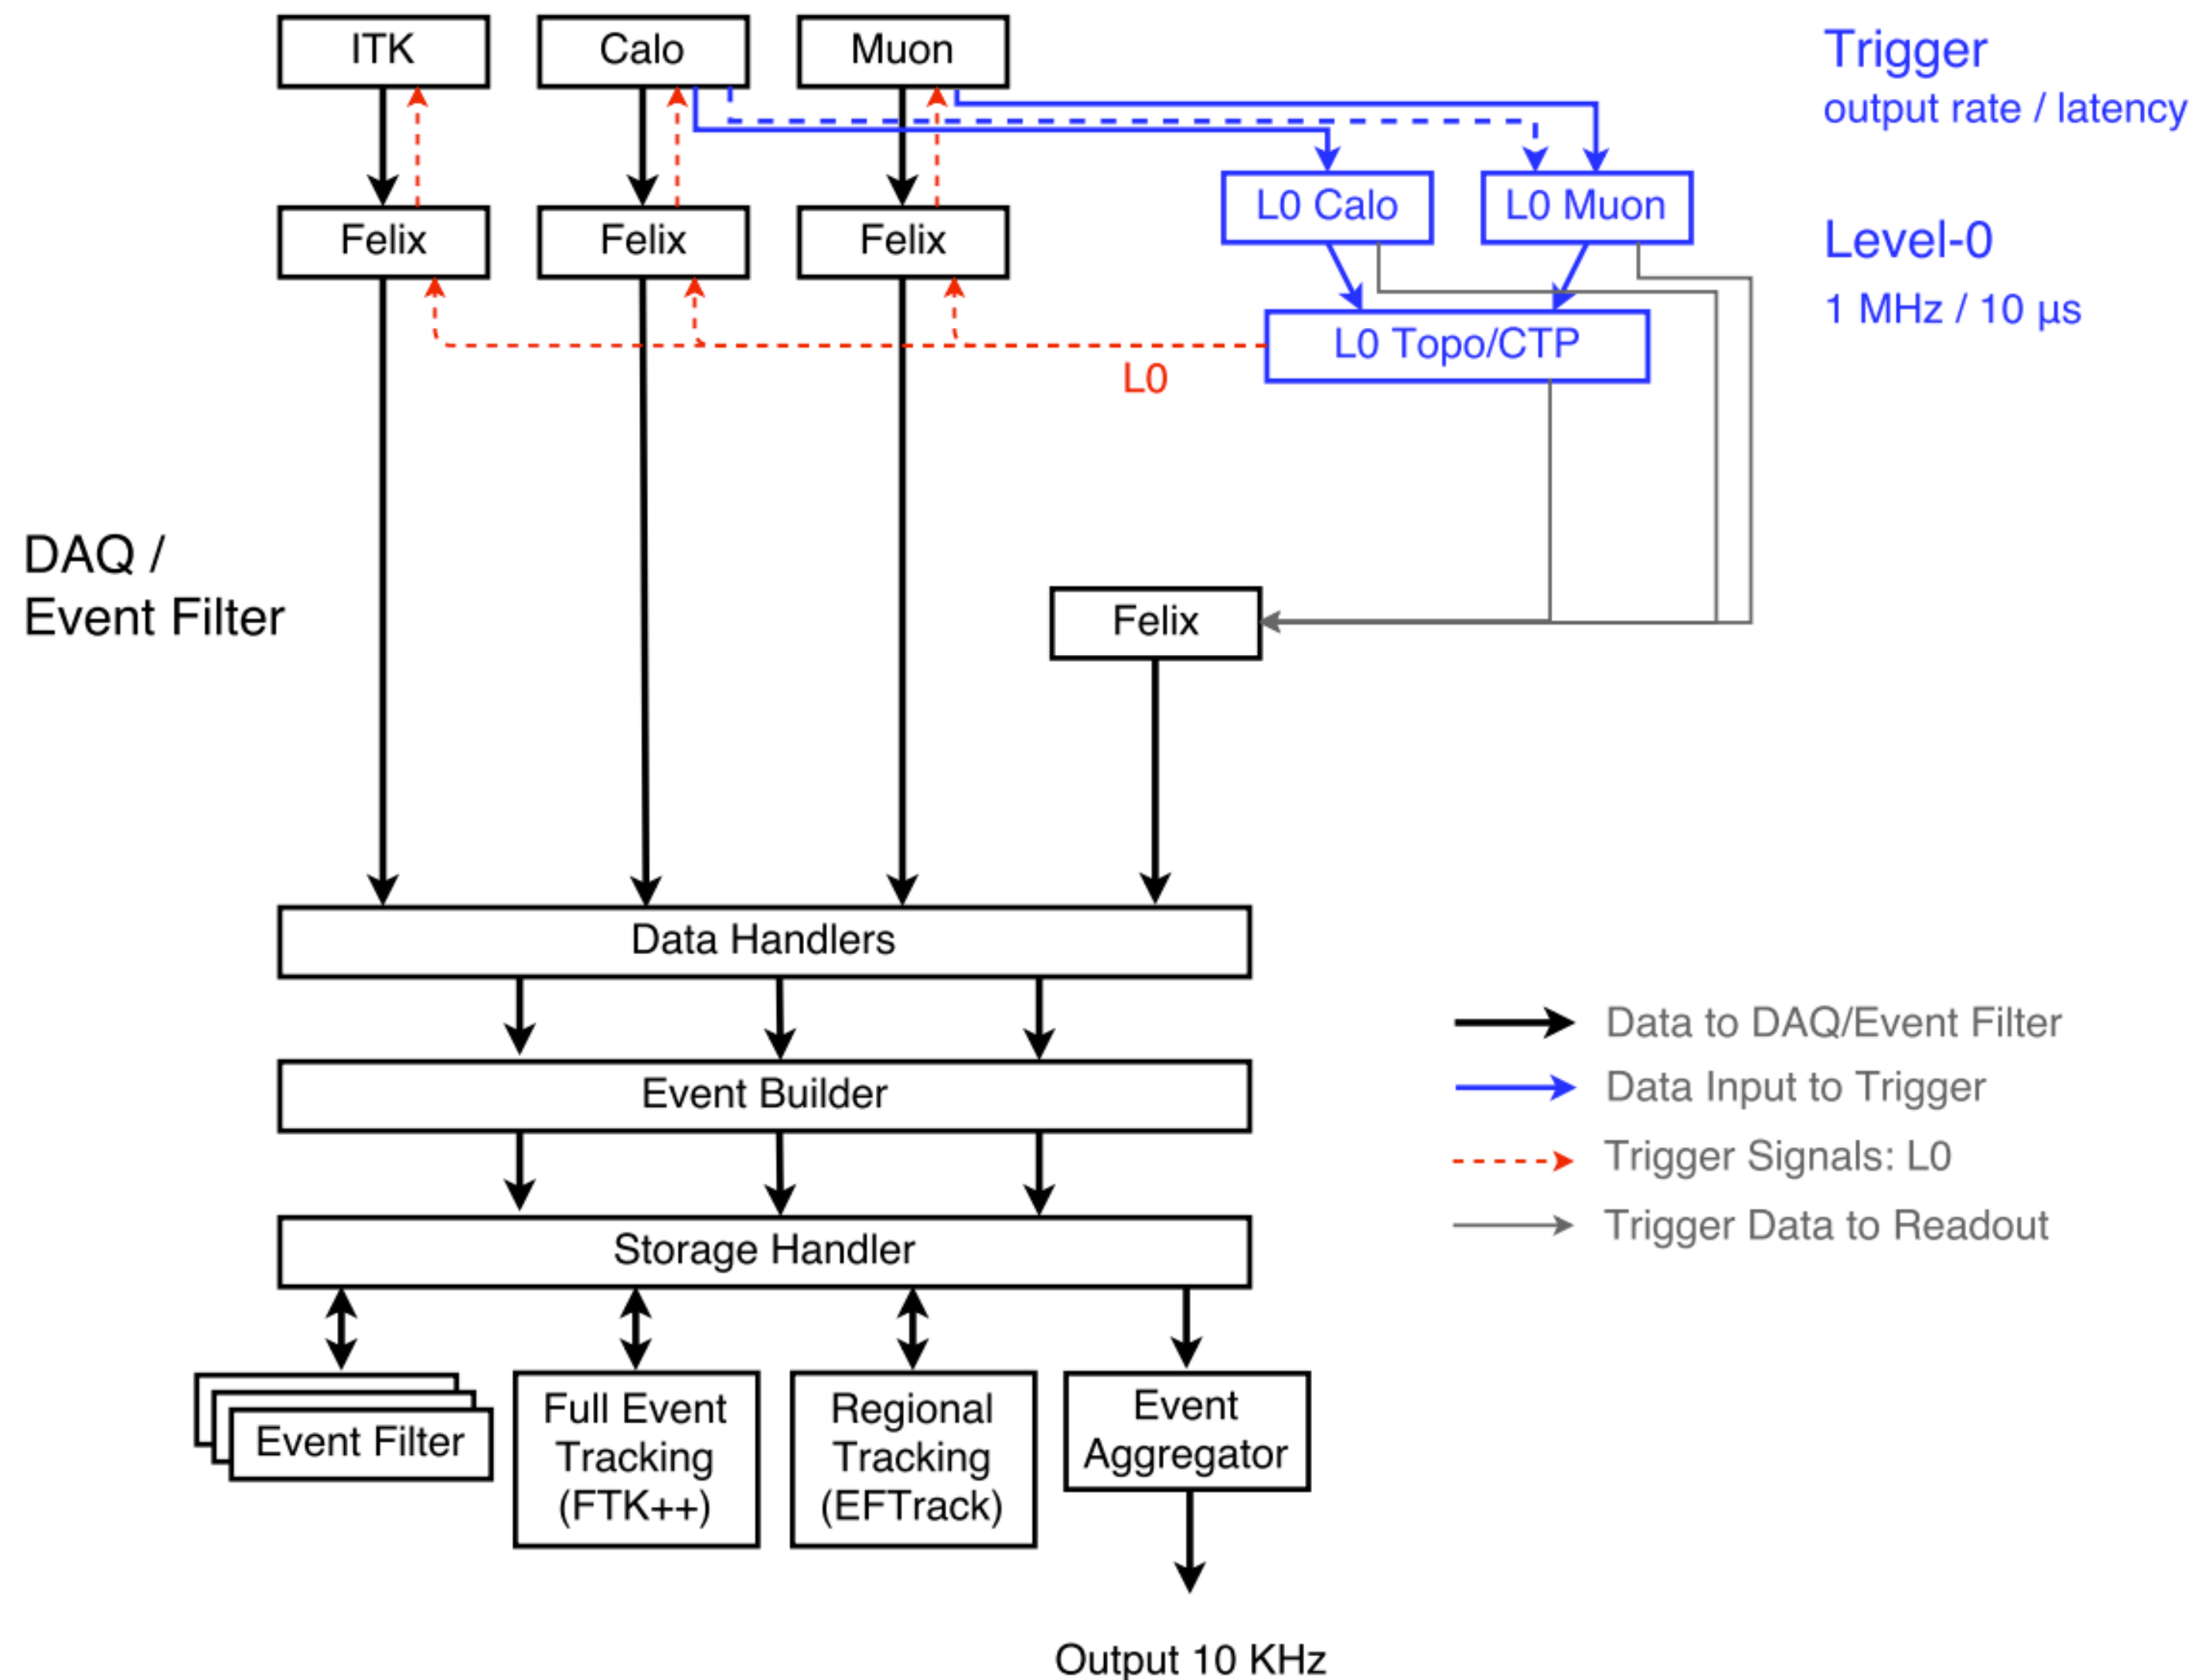 ITK
Calo
Muon
Trigger
output rate / latency
L0 Calo
L0 Muon
Felix
Felix
Felix
Level-0
1 MHz / 10 μs
L0 Topo/CTP
L0
DAQ /
Event Filter
Felix
Data Handlers
Event Builder
Storage Handler
Data to DAQ/Event Filter
Data Input to Trigger
Trigger Signals: L0
Trigger Data to Readout
Event Filter
Full Event
Tracking
(FTK++)
Regional
Tracking
(EFTrack)
Event
Aggregator
Output 10 KHz